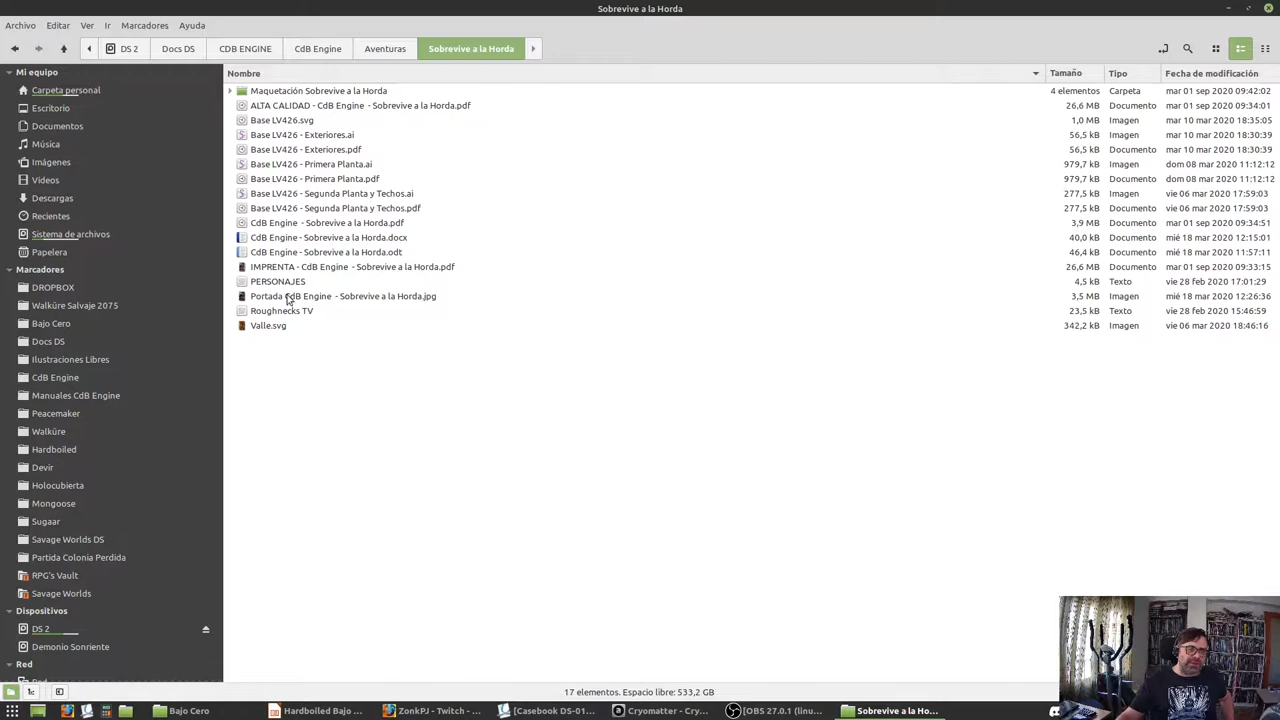 Sobrevive a la Horda
Archivo Editar Ver Ir Marcadores Ayuda
DS 2 Docs DS CDB ENGINE CdB Engine Aventuras Sobrevive a la Horda
Mi equipo
Carpeta personal
Escritorio
Documentos
Música
Imágenes
Vídeos
Descargas
Recientes
Sistema de archivos
Papelera
Marcadores
DROPBOX
Walküre Salvaje 2075
Bajo Cero
Docs DS
Ilustraciones Libres
CdB Engine
Manuales CdB Engine
Peacemaker
Walküre
Hardboiled
Devir
Holocubierta
Mongoose
Sugaar
Savage Worlds DS
Partida Colonia Perdida
RPG's Vault
Savage Worlds
Dispositivos
DS 2
Demonio Sonriente
Red
Nombre Tamaño Tipo Fecha de modificación
Maquetación Sobrevive a la Horda 4 elementos Carpeta mar 01 sep 2020 09:42:02
ALTA CALIDAD - CdB Engine - Sobrevive a la Horda.pdf 26,6 MB Documento mar 01 sep 2020 09:34:01
Base LV426.svg 1,0 MB Imagen mar 10 mar 2020 18:35:05
Base LV426 - Exteriores.ai 56,5 kB Imagen mar 10 mar 2020 18:30:39
Base LV426 - Exteriores.pdf 56,5 kB Documento mar 10 mar 2020 18:30:39
Base LV426 - Primera Planta.ai 979,7 kB Imagen dom 08 mar 2020 11:12:12
Base LV426 - Primera Planta.pdf 979,7 kB Documento dom 08 mar 2020 11:12:12
Base LV426 - Segunda Planta y Techos.ai 277,5 kB Imagen vie 06 mar 2020 17:59:03
Base LV426 - Segunda Planta y Techos.pdf 277,5 kB Documento vie 06 mar 2020 17:59:03
CdB Engine - Sobrevive a la Horda.pdf 3,9 MB Documento mar 01 sep 2020 09:34:51
CdB Engine - Sobrevive a la Horda.docx 40,0 kB Documento mié 18 mar 2020 12:15:01
CdB Engine - Sobrevive a la Horda.odt 46,4 kB Documento mié 18 mar 2020 11:57:11
IMPRENTA - CdB Engine - Sobrevive a la Horda.pdf 26,6 MB Documento mar 01 sep 2020 09:33:15
PERSONAJES 4,5 kB Texto vie 28 feb 2020 17:01:29
Portada CdB Engine - Sobrevive a la Horda.jpg 3,5 MB Imagen mié 18 mar 2020 12:26:36
Roughnecks TV 23,5 kB Texto vie 28 feb 2020 15:46:59
Valle.svg 342,2 kB Imagen vie 06 mar 2020 18:46:16
17 elementos. Espacio libre: 533,2 GB
Bajo Cero Hardboiled Bajo ... ZonkPJ - Twitch - ... [Casebook DS-01... Cryomatter - Cry... [OBS 27.0.1 (linu... Sobrevive a la Ho...